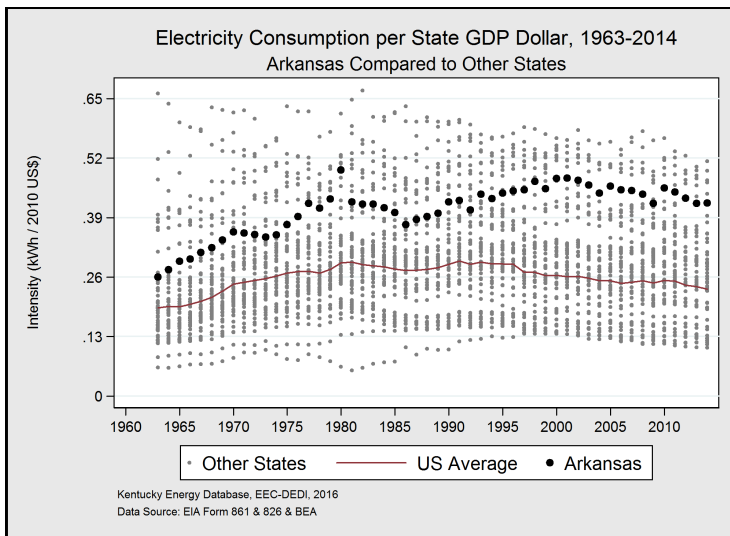 Electricity Consumption per State GDP Dollar, 1963-2014
Arkansas Compared to Other States
Intensity (kWh / 2010 US$)
.65
.52
.39
.26
.13
0
1960 1965 1970 1975 1980 1985 1990 1995 2000 2005 2010
Other States US Average Arkansas
Kentucky Energy Database, EEC-DEDI, 2016
Data Source: EIA Form 861 & 826 & BEA